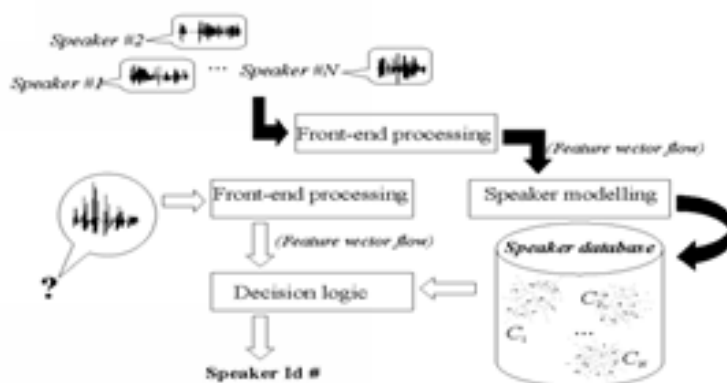 Speaker #2
Speaker #1
... Speaker #N
Front-end processing
(Feature vector flow)
Front-end processing
Speaker modelling
(Feature vector flow)
Speaker database
?
Decision logic
C1
C2
...
CN
Speaker Id #